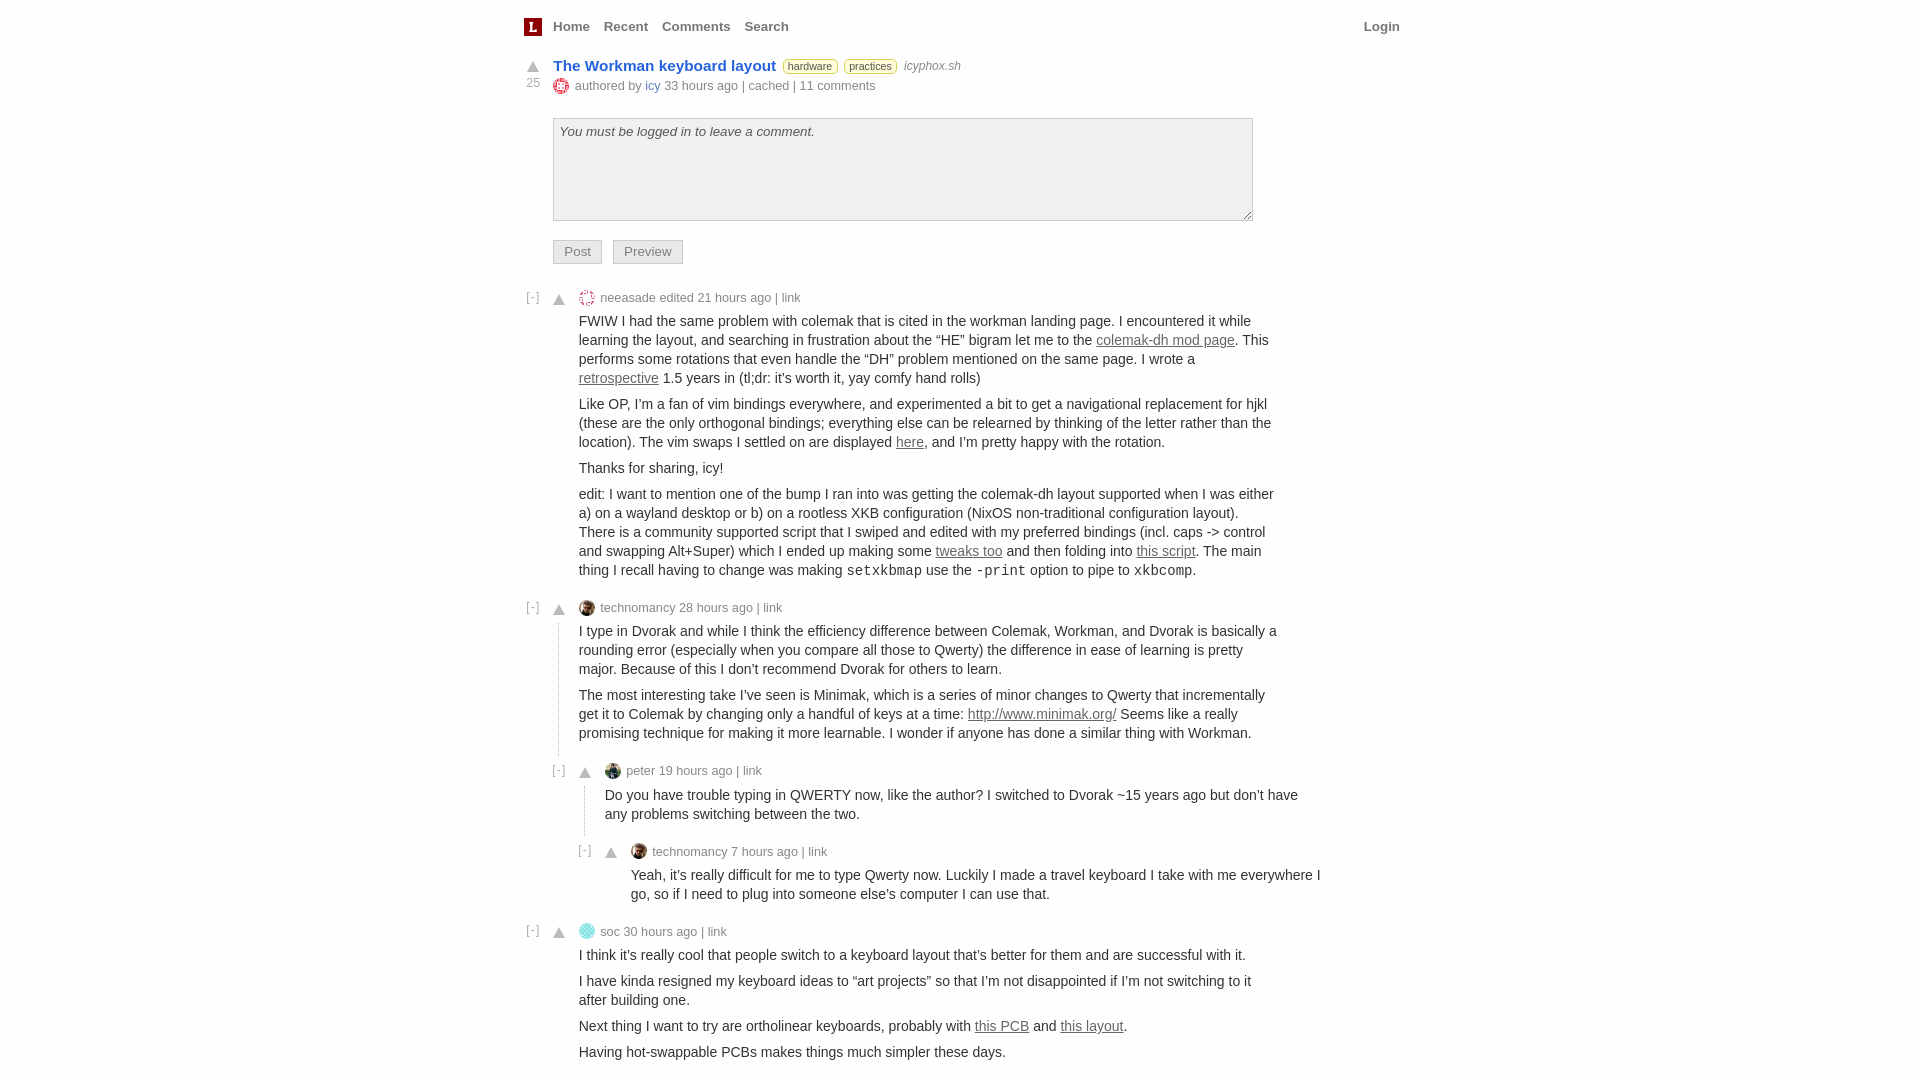 L Home Recent Comments Search Login
The Workman keyboard layout hardware practices icyphox.sh
25 authored by icy 33 hours ago | cached | 11 comments
You must be logged in to leave a comment.
Post Preview
[-] neeasade edited 21 hours ago | link
FWIW I had the same problem with colemak that is cited in the workman landing page. I encountered it while
learning the layout, and searching in frustration about the “HE” bigram let me to the colemak-dh mod page. This
performs some rotations that even handle the “DH” problem mentioned on the same page. I wrote a
retrospective 1.5 years in (tl;dr: it’s worth it, yay comfy hand rolls)
Like OP, I’m a fan of vim bindings everywhere, and experimented a bit to get a navigational replacement for hjkl
(these are the only orthogonal bindings; everything else can be relearned by thinking of the letter rather than the
location). The vim swaps I settled on are displayed here, and I’m pretty happy with the rotation.
Thanks for sharing, icy!
edit: I want to mention one of the bump I ran into was getting the colemak-dh layout supported when I was either
a) on a wayland desktop or b) on a rootless XKB configuration (NixOS non-traditional configuration layout).
There is a community supported script that I swiped and edited with my preferred bindings (incl. caps -> control
and swapping Alt+Super) which I ended up making some tweaks too and then folding into this script. The main
thing I recall having to change was making setxkbmap use the -print option to pipe to xkbcomp.
[-] technomancy 28 hours ago | link
I type in Dvorak and while I think the efficiency difference between Colemak, Workman, and Dvorak is basically a
rounding error (especially when you compare all those to Qwerty) the difference in ease of learning is pretty
major. Because of this I don’t recommend Dvorak for others to learn.
The most interesting take I’ve seen is Minimak, which is a series of minor changes to Qwerty that incrementally
get it to Colemak by changing only a handful of keys at a time: http://www.minimak.org/ Seems like a really
promising technique for making it more learnable. I wonder if anyone has done a similar thing with Workman.
[-] peter 19 hours ago | link
Do you have trouble typing in QWERTY now, like the author? I switched to Dvorak ~15 years ago but don’t have
any problems switching between the two.
[-] technomancy 7 hours ago | link
Yeah, it’s really difficult for me to type Qwerty now. Luckily I made a travel keyboard I take with me everywhere I
go, so if I need to plug into someone else’s computer I can use that.
[-] soc 30 hours ago | link
I think it’s really cool that people switch to a keyboard layout that’s better for them and are successful with it.
I have kinda resigned my keyboard ideas to “art projects” so that I’m not disappointed if I’m not switching to it
after building one.
Next thing I want to try are ortholinear keyboards, probably with this PCB and this layout.
Having hot-swappable PCBs makes things much simpler these days.